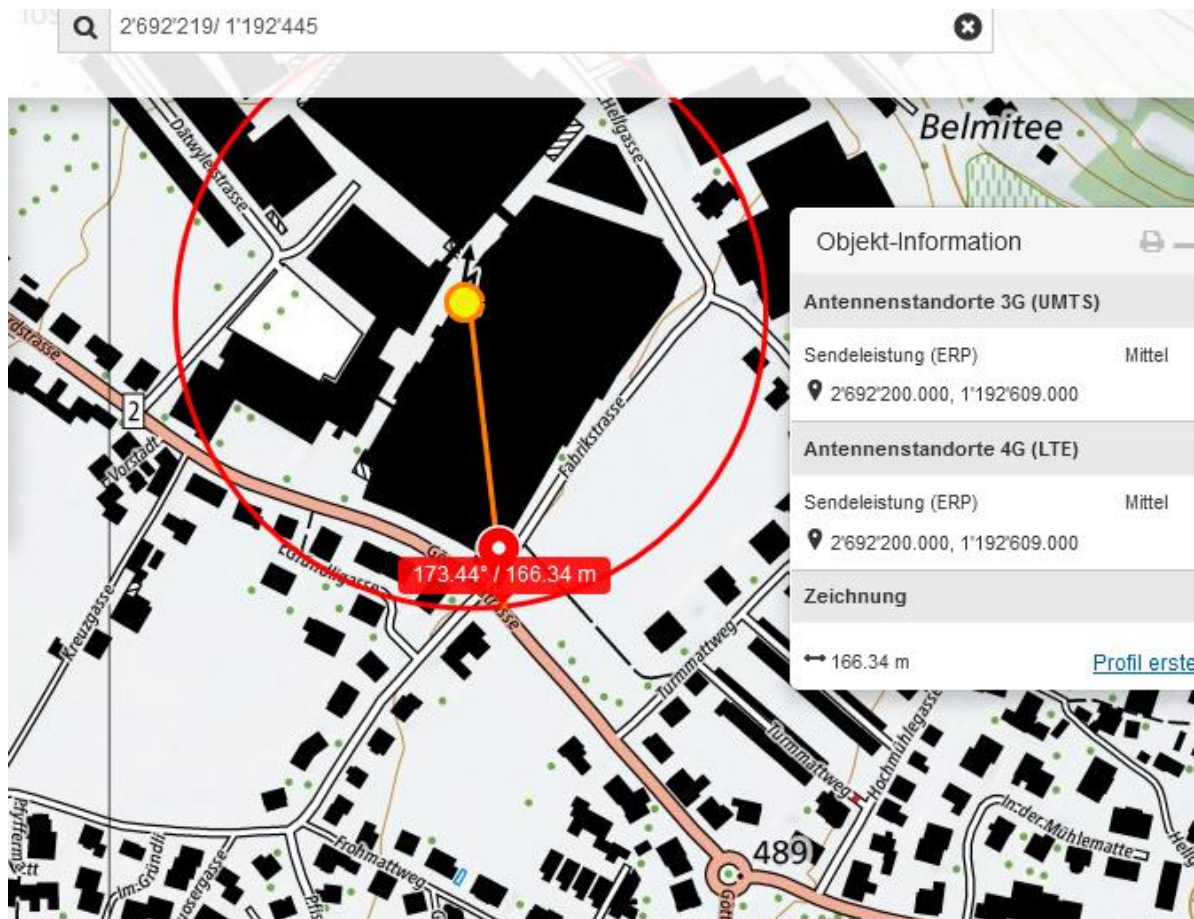 2'692'219/ 1'192'445
Belmitee
Hellgasse
Dätwylerstrasse
Objekt-Information
Antennenstandorte 3G (UMTS)
Sendeleistung (ERP) Mittel
2'692'200.000, 1'192'609.000
Antennenstandorte 4G (LTE)
Sendeleistung (ERP) Mittel
2'692'200.000, 1'192'609.000
Zeichnung
166.34 m Profil erste
2
Vorstadt
Fabrikstrasse
173.44° / 166.34 m
Kreuzgasse
Turmmattweg
Turmmattweg
Hochmühlegasse
In der Mühlematte
489
Frohmattweg
Im Gründli